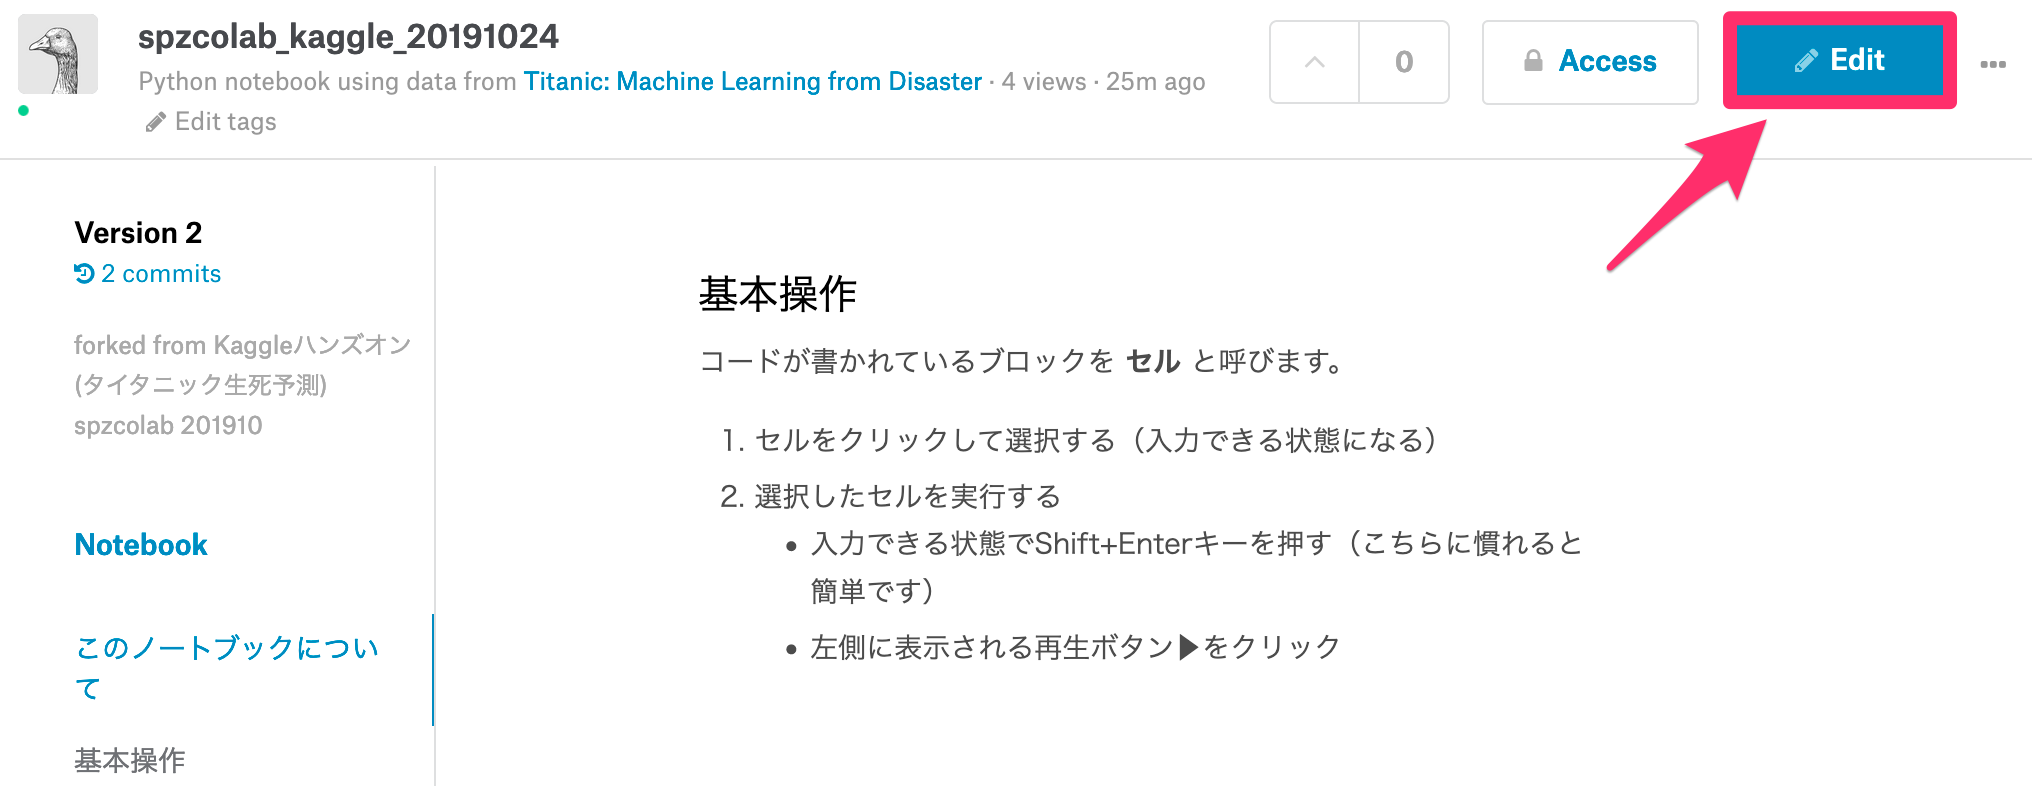 spzcolab_kaggle_20191024
Python notebook using data from Titanic: Machine Learning from Disaster · 4 views · 25m ago
Edit tags
0
Access
Edit
Version 2
2 commits
forked from Kaggleハンズオン
(タイタニック生死予測)
spzcolab 201910
Notebook
このノートブックについ
て
基本操作
基本操作
コードが書かれているブロックを セル と呼びます。
1. セルをクリックして選択する（入力できる状態になる）
2. 選択したセルを実行する
• 入力できる状態でShift+Enterキーを押す（こちらに慣れると
簡単です）
• 左側に表示される再生ボタン▶をクリック